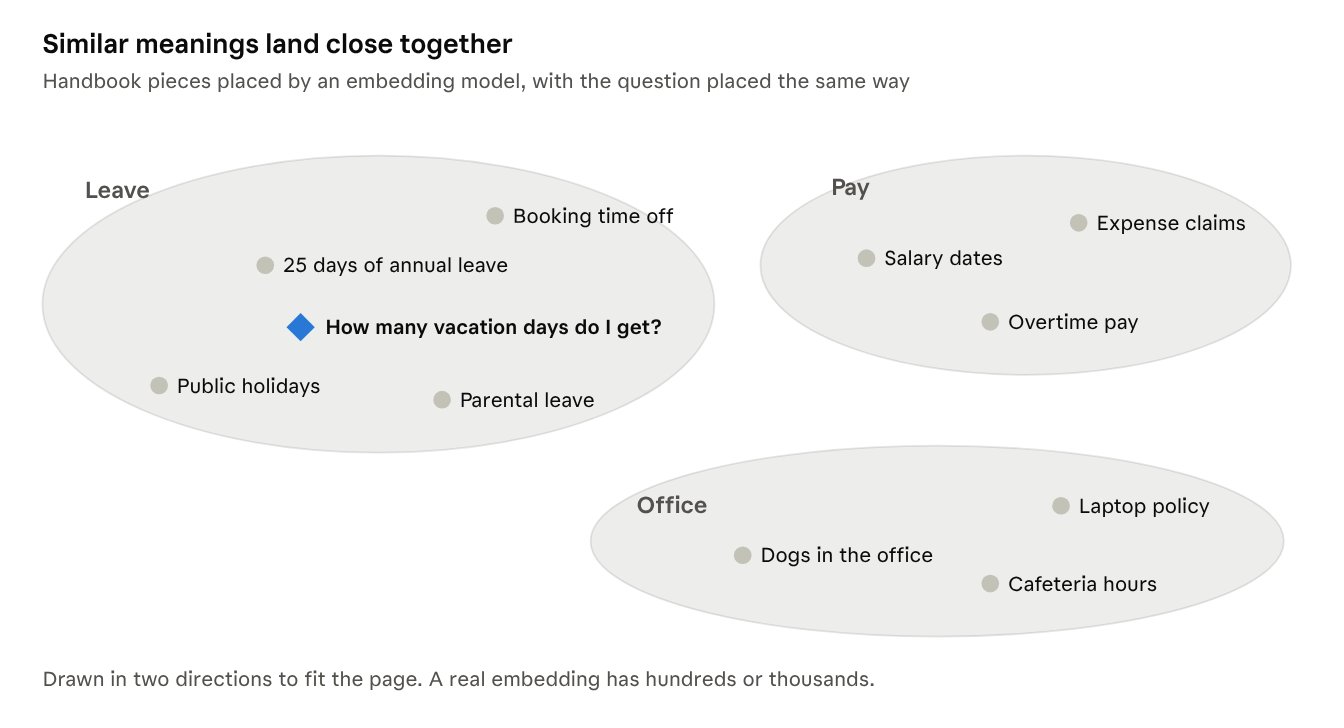 Similar meanings land close together
Handbook pieces placed by an embedding model, with the question placed the same way
Leave
Booking time off
25 days of annual leave
How many vacation days do I get?
Public holidays
Parental leave
Pay
Expense claims
Salary dates
Overtime pay
Office
Laptop policy
Dogs in the office
Cafeteria hours
Drawn in two directions to fit the page. A real embedding has hundreds or thousands.